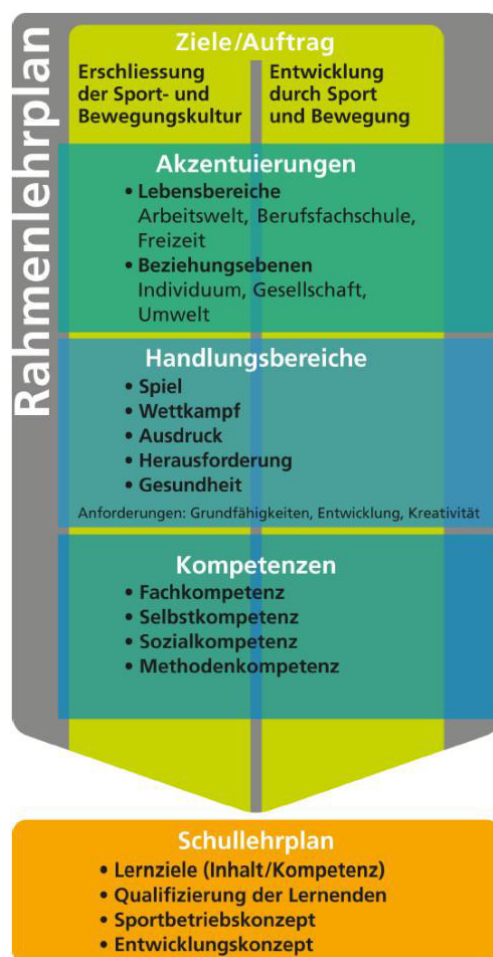 Rahmenlehrplan
Ziele/Auftrag
Erschliessung
der Sport- und
Bewegungskultur
Entwicklung
durch Sport
und Bewegung
Akzentuierungen
• Lebensbereiche
Arbeitswelt, Berufsfachschule,
Freizeit
• Beziehungsebenen
Individuum, Gesellschaft,
Umwelt
Handlungsbereiche
• Spiel
• Wettkampf
• Ausdruck
• Herausforderung
• Gesundheit
Anforderungen: Grundfähigkeiten, Entwicklung, Kreativität
Kompetenzen
• Fachkompetenz
• Selbstkompetenz
• Sozialkompetenz
• Methodenkompetenz
Schullehrplan
• Lernziele (Inhalt/Kompetenz)
• Qualifizierung der Lernenden
• Sportbetriebskonzept
• Entwicklungskonzept